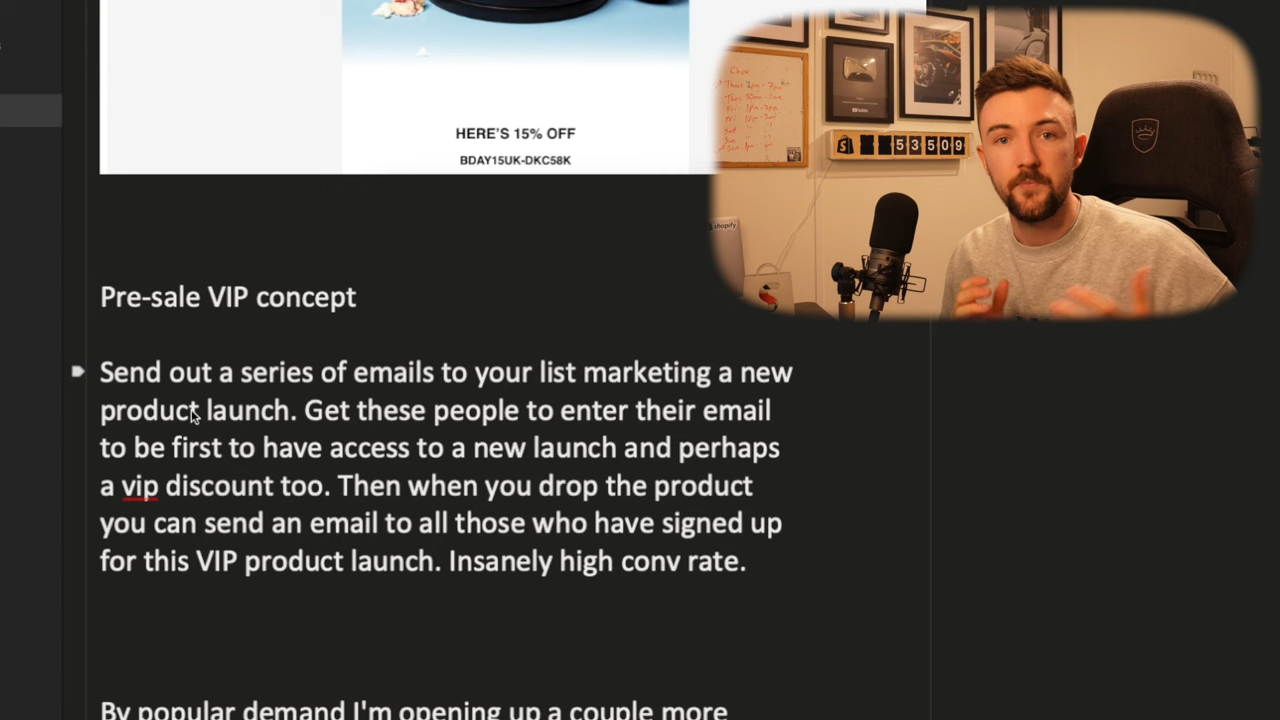 HERE'S 15% OFF
BDAY15UK-DKC58K
Pre-sale VIP concept
Send out a series of emails to your list marketing a new
product launch. Get these people to enter their email
to be first to have access to a new launch and perhaps
a vip discount too. Then when you drop the product
you can send an email to all those who have signed up
for this VIP product launch. Insanely high conv rate.
By popular demand I'm opening up a couple more
53509
shopify